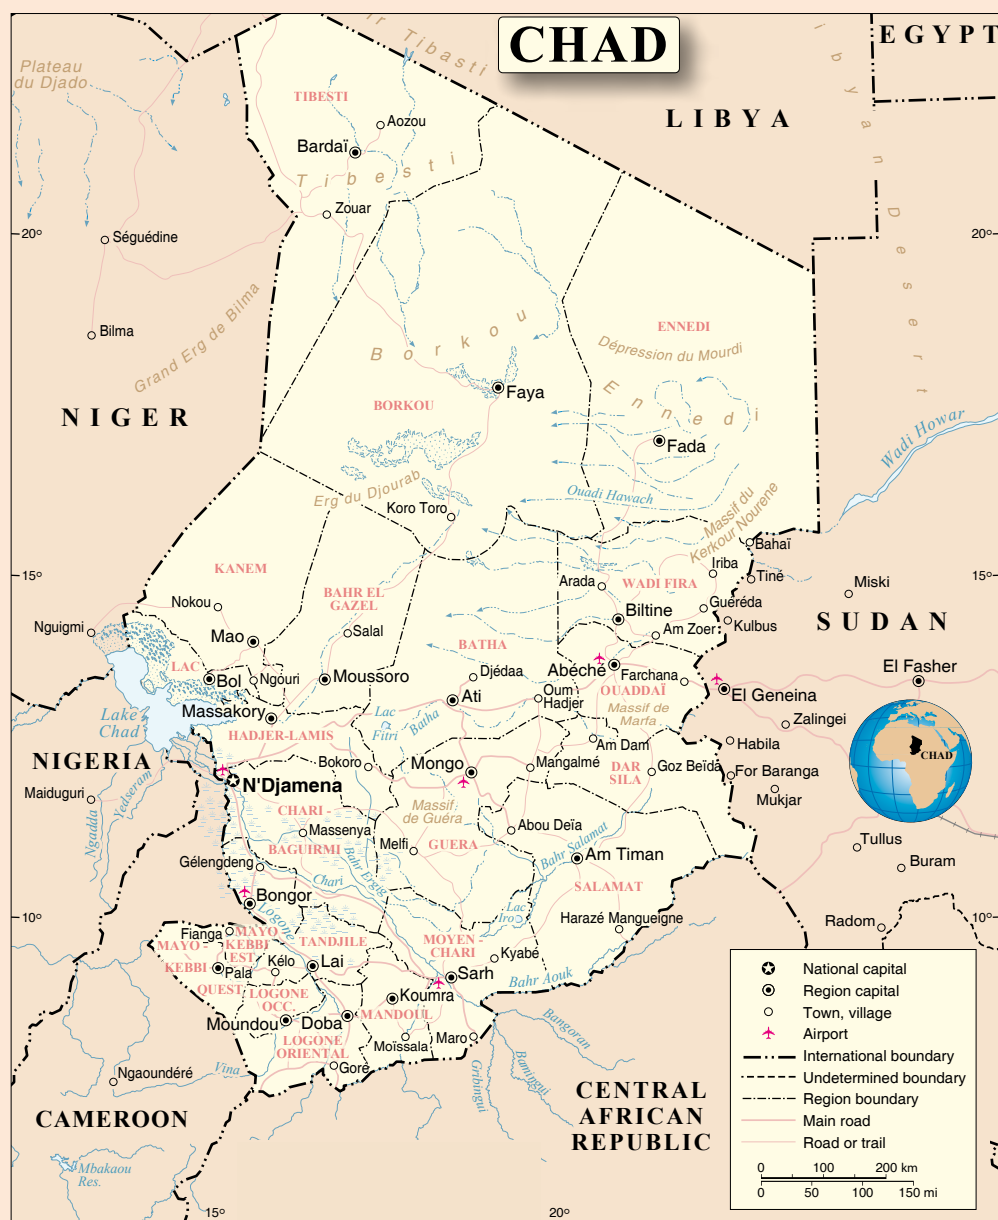 CHAD
EGYPT
LIBYA
Libyan Desert
Plateau
du Djado
Tibasti
TIBESTI
Aozou
Bardaï
Tibesti
Zouar
20°
20°
Séguédine
Bilma
Grand Erg de Bilma
NIGER
Borkou
ENNEDI
Dépression du Mourdi
Faya
BORKOU
Ennedi
Fada
Wadi Howar
Erg du Djourab
Ouadi Hawach
Koro Toro
Massif du
Kerkour Nourene
Bahaï
15°
15°
KANEM
Iriba
Tiné
Arada
WADI FIRA
Miski
BAHR EL
GAZEL
Nokou
Guéréda
Biltine
Kulbus
SUDAN
Nguigmi
Salal
Mao
Am Zoer
BATHA
LAC
Abéché
Djédaa
Farchana
El Fasher
Bol
Ngouri
Moussoro
OUADDAÏ
El Geneina
Ati
Oum
Hadjer
Massif de
Marfa
Massakory
Lac
Fitri
Batha
Zalingei
Lake
Chad
HADJER-LAMIS
Am Dam
Habila
CHAD
NIGERIA
Bokoro
Mongo
Mangalmé
DAR
SILA
Goz Beïda
For Baranga
N'Djamena
Maiduguri
Yedseram
Mukjar
CHARI -
BAGUIRMI
Massif
de Guéra
Massenya
Abou Deïa
Ngadda
Melfi
GUERA
Tullus
Bahr Salamat
Am Timan
Buram
Gélengdeng
Bahr Ergig
Chari
SALAMAT
Bongor
Logone
Lac
Iro
Harazé Mangueigne
10°
10°
Radom
Fianga
MAYO
KEBBI
EST
TANDJILE
MOYEN -
CHARI
MAYO -
KEBBI
OUEST
Kyabé
Kélo
Lai
Pala
Sarh
Bahr Aouk
LOGONE
OCC.
Koumra
Moundou
Doba
MANDOUL
Bangoran
LOGONE
ORIENTAL
Moïssala
Maro
Goré
Vina
Ngaoundéré
Gribingui
Bamingui
CAMEROON
CENTRAL
AFRICAN
REPUBLIC
Mbakaou
Res.
15°
20°
National capital
Region capital
Town, village
Airport
International boundary
Undetermined boundary
Region boundary
Main road
Road or trail
0 100 200 km
0 50 100 150 mi